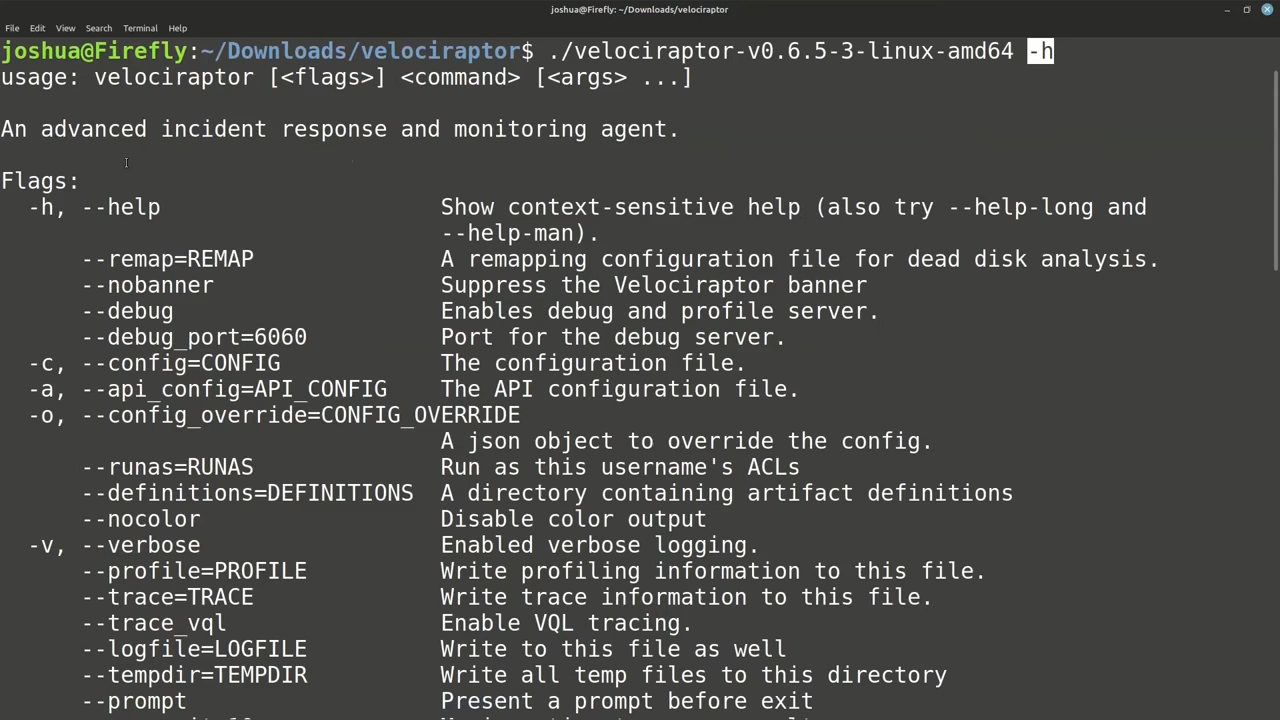 joshua@Firefly: ~/Downloads/velociraptor
File Edit View Search Terminal Help
joshua@Firefly:~/Downloads/velociraptor$ ./velociraptor-v0.6.5-3-linux-amd64 -h
usage: velociraptor [<flags>] <command> [<args> ...]
An advanced incident response and monitoring agent.
Flags:
-h, --help Show context-sensitive help (also try --help-long and
--help-man).
--remap=REMAP A remapping configuration file for dead disk analysis.
--nobanner Suppress the Velociraptor banner
--debug Enables debug and profile server.
--debug_port=6060 Port for the debug server.
-c, --config=CONFIG The configuration file.
-a, --api_config=API_CONFIG The API configuration file.
-o, --config_override=CONFIG_OVERRIDE
A json object to override the config.
--runas=RUNAS Run as this username's ACLs
--definitions=DEFINITIONS A directory containing artifact definitions
--nocolor Disable color output
-v, --verbose Enabled verbose logging.
--profile=PROFILE Write profiling information to this file.
--trace=TRACE Write trace information to this file.
--trace_vql Enable VQL tracing.
--logfile=LOGFILE Write to this file as well
--tempdir=TEMPDIR Write all temp files to this directory
--prompt Present a prompt before exit